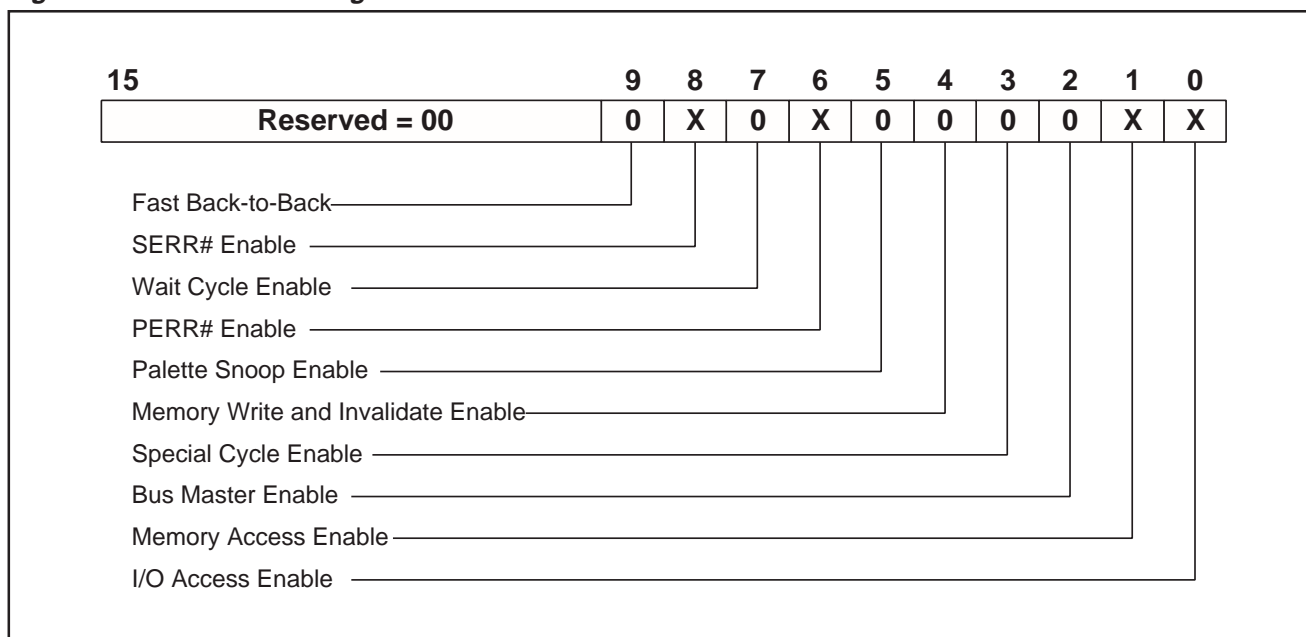 15 9 8 7 6 5 4 3 2 1 0
Reserved = 00 0 X 0 X 0 0 0 0 X X
Fast Back-to-Back
SERR# Enable
Wait Cycle Enable
PERR# Enable
Palette Snoop Enable
Memory Write and Invalidate Enable
Special Cycle Enable
Bus Master Enable
Memory Access Enable
I/O Access Enable